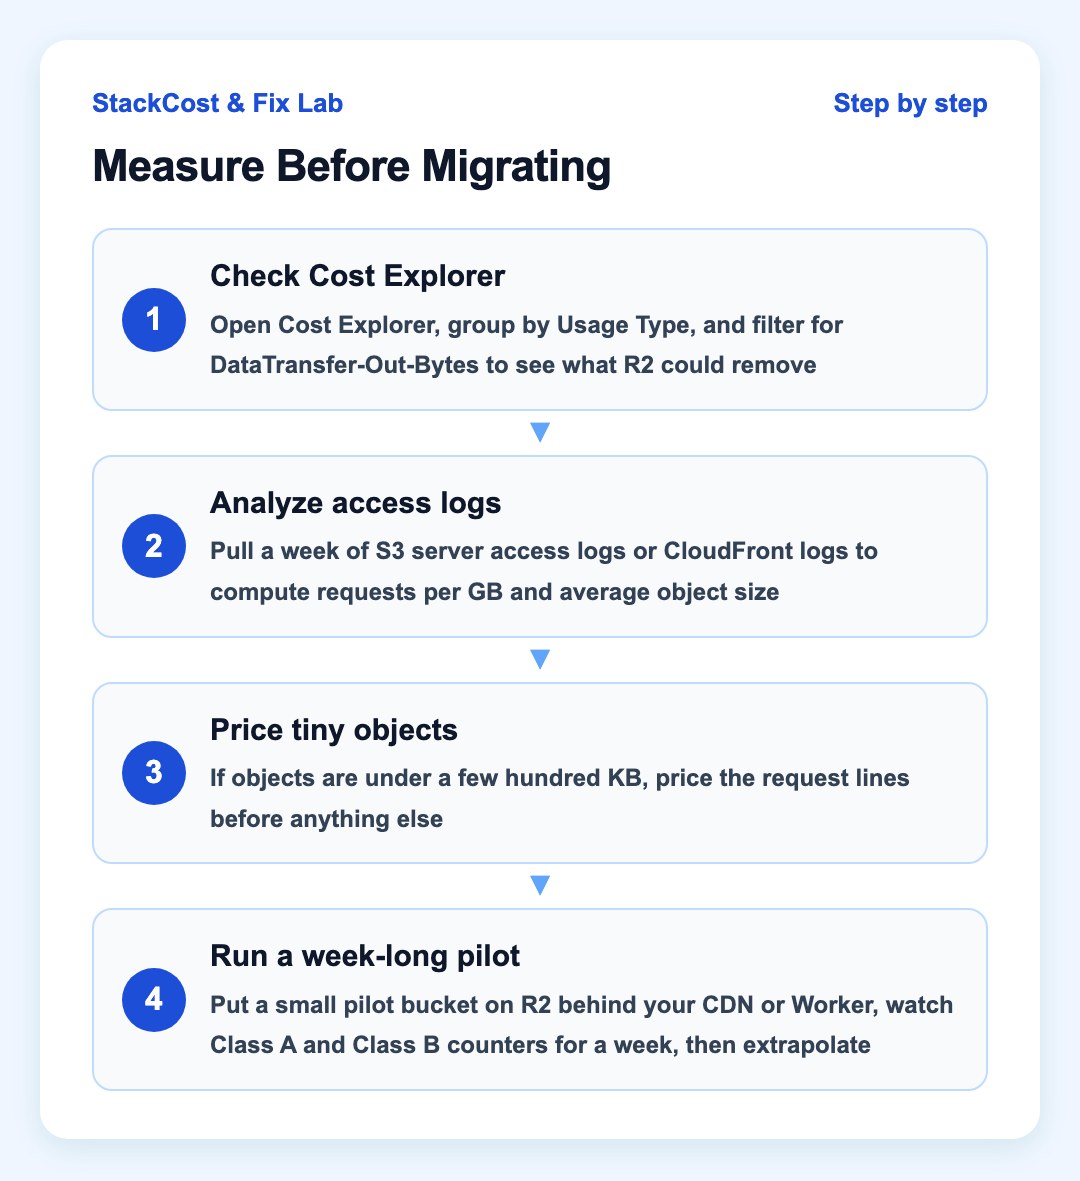 StackCost & Fix Lab
Step by step
Measure Before Migrating
1
Check Cost Explorer
Open Cost Explorer, group by Usage Type, and filter for
DataTransfer-Out-Bytes to see what R2 could remove
2
Analyze access logs
Pull a week of S3 server access logs or CloudFront logs to
compute requests per GB and average object size
3
Price tiny objects
If objects are under a few hundred KB, price the request lines
before anything else
4
Run a week-long pilot
Put a small pilot bucket on R2 behind your CDN or Worker, watch
Class A and Class B counters for a week, then extrapolate